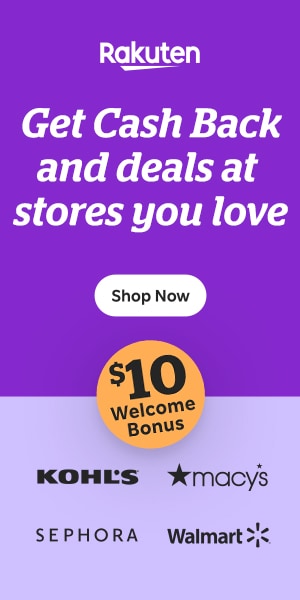 Rakuten
Get Cash Back
and deals at
stores you love
Shop Now
$10
Welcome
Bonus
KOHL'S
macy's
SEPHORA
Walmart